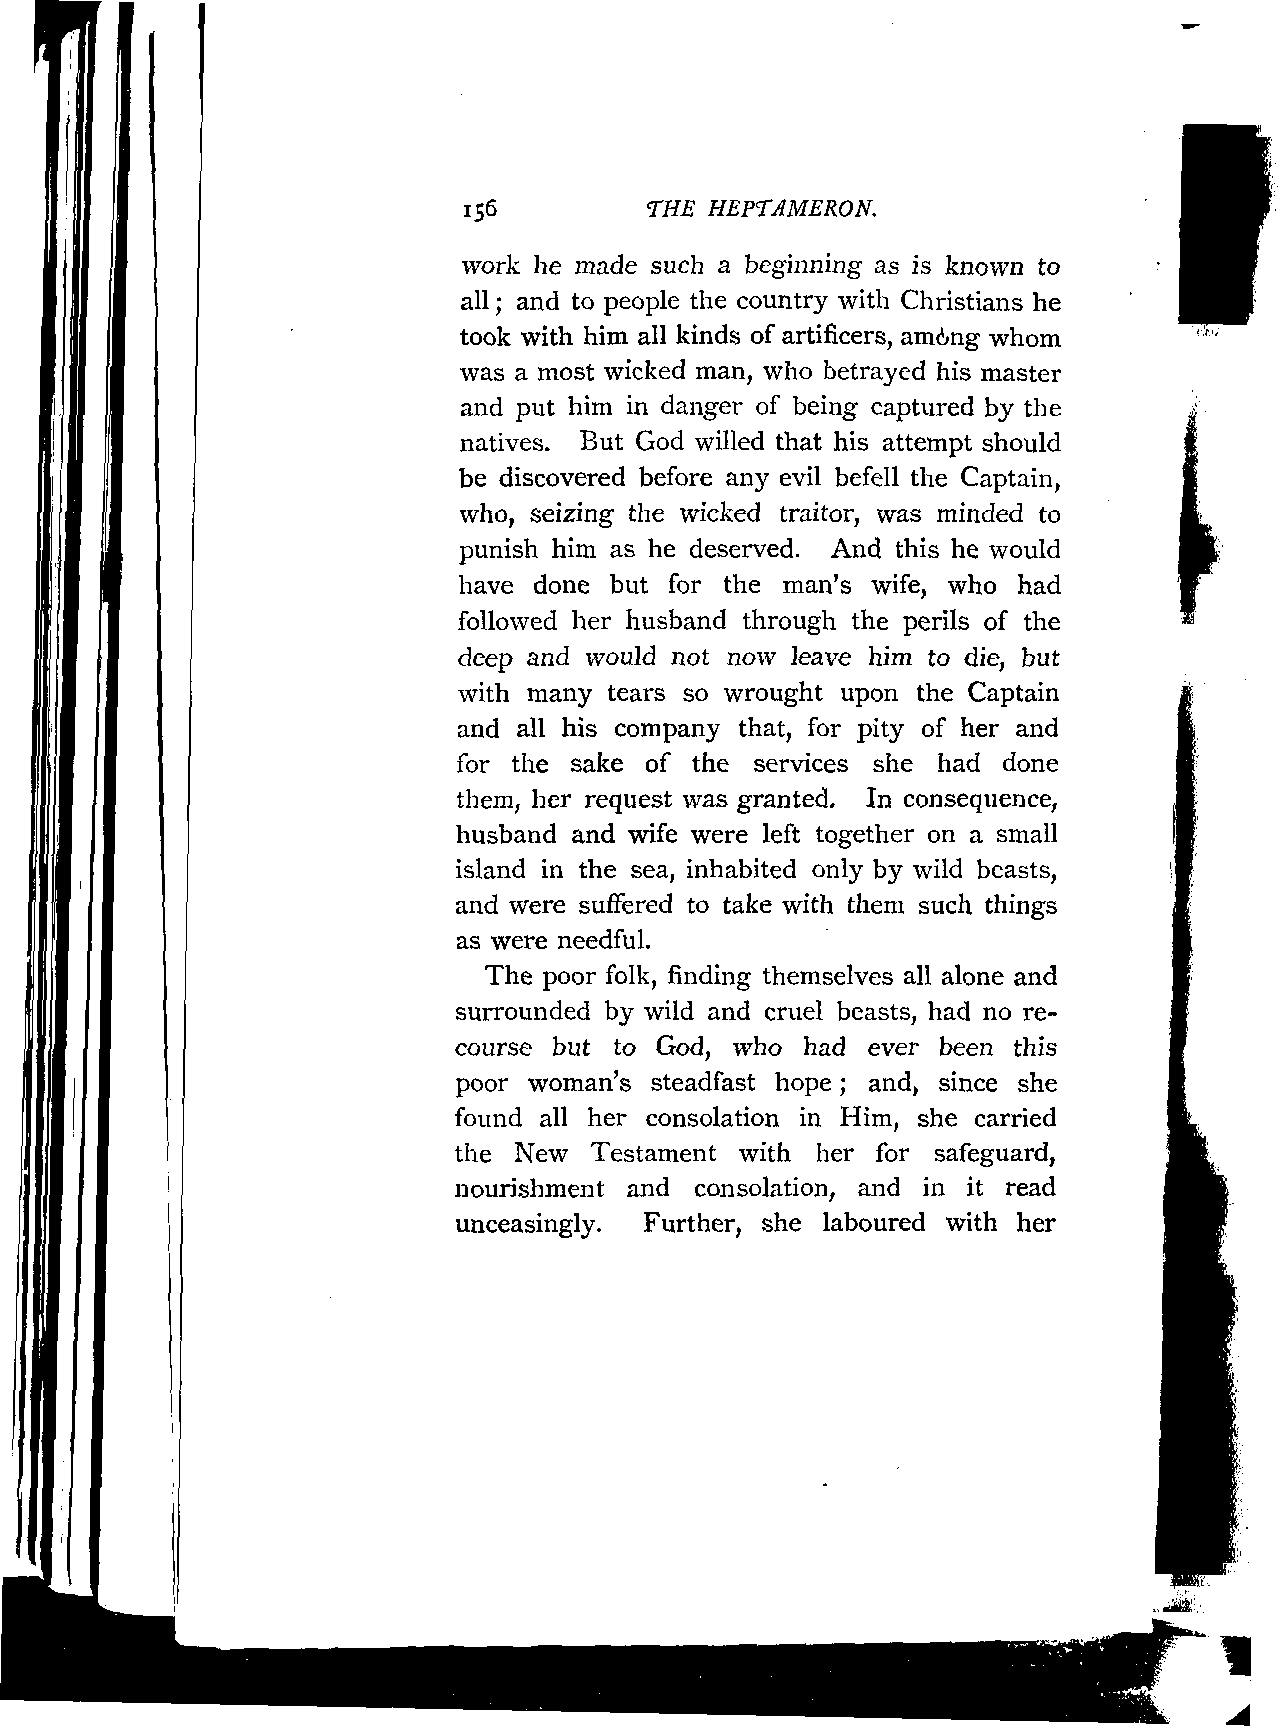 156 THE HEPTAMERON.
work he made such a beginning as is known to
all; and to people the country with Christians he
took with him all kinds of artificers, among whom
was a most wicked man, who betrayed his master
and put him in danger of being captured by the
natives. But God willed that his attempt should
be discovered before any evil befell the Captain,
who, seizing the wicked traitor, was minded to
punish him as he deserved. And this he would
have done but for the man's wife, who had
followed her husband through the perils of the
deep and would not now leave him to die, but
with many tears so wrought upon the Captain
and all his company that, for pity of her and
for the sake of the services she had done
them, her request was granted. In consequence,
husband and wife were left together on a small
island in the sea, inhabited only by wild beasts,
and were suffered to take with them such things
as were needful.
The poor folk, finding themselves all alone and
surrounded by wild and cruel beasts, had no re-
course but to God, who had ever been this
poor woman's steadfast hope; and, since she
found all her consolation in Him, she carried
the New Testament with her for safeguard,
nourishment and consolation, and in it read
unceasingly. Further, she laboured with her